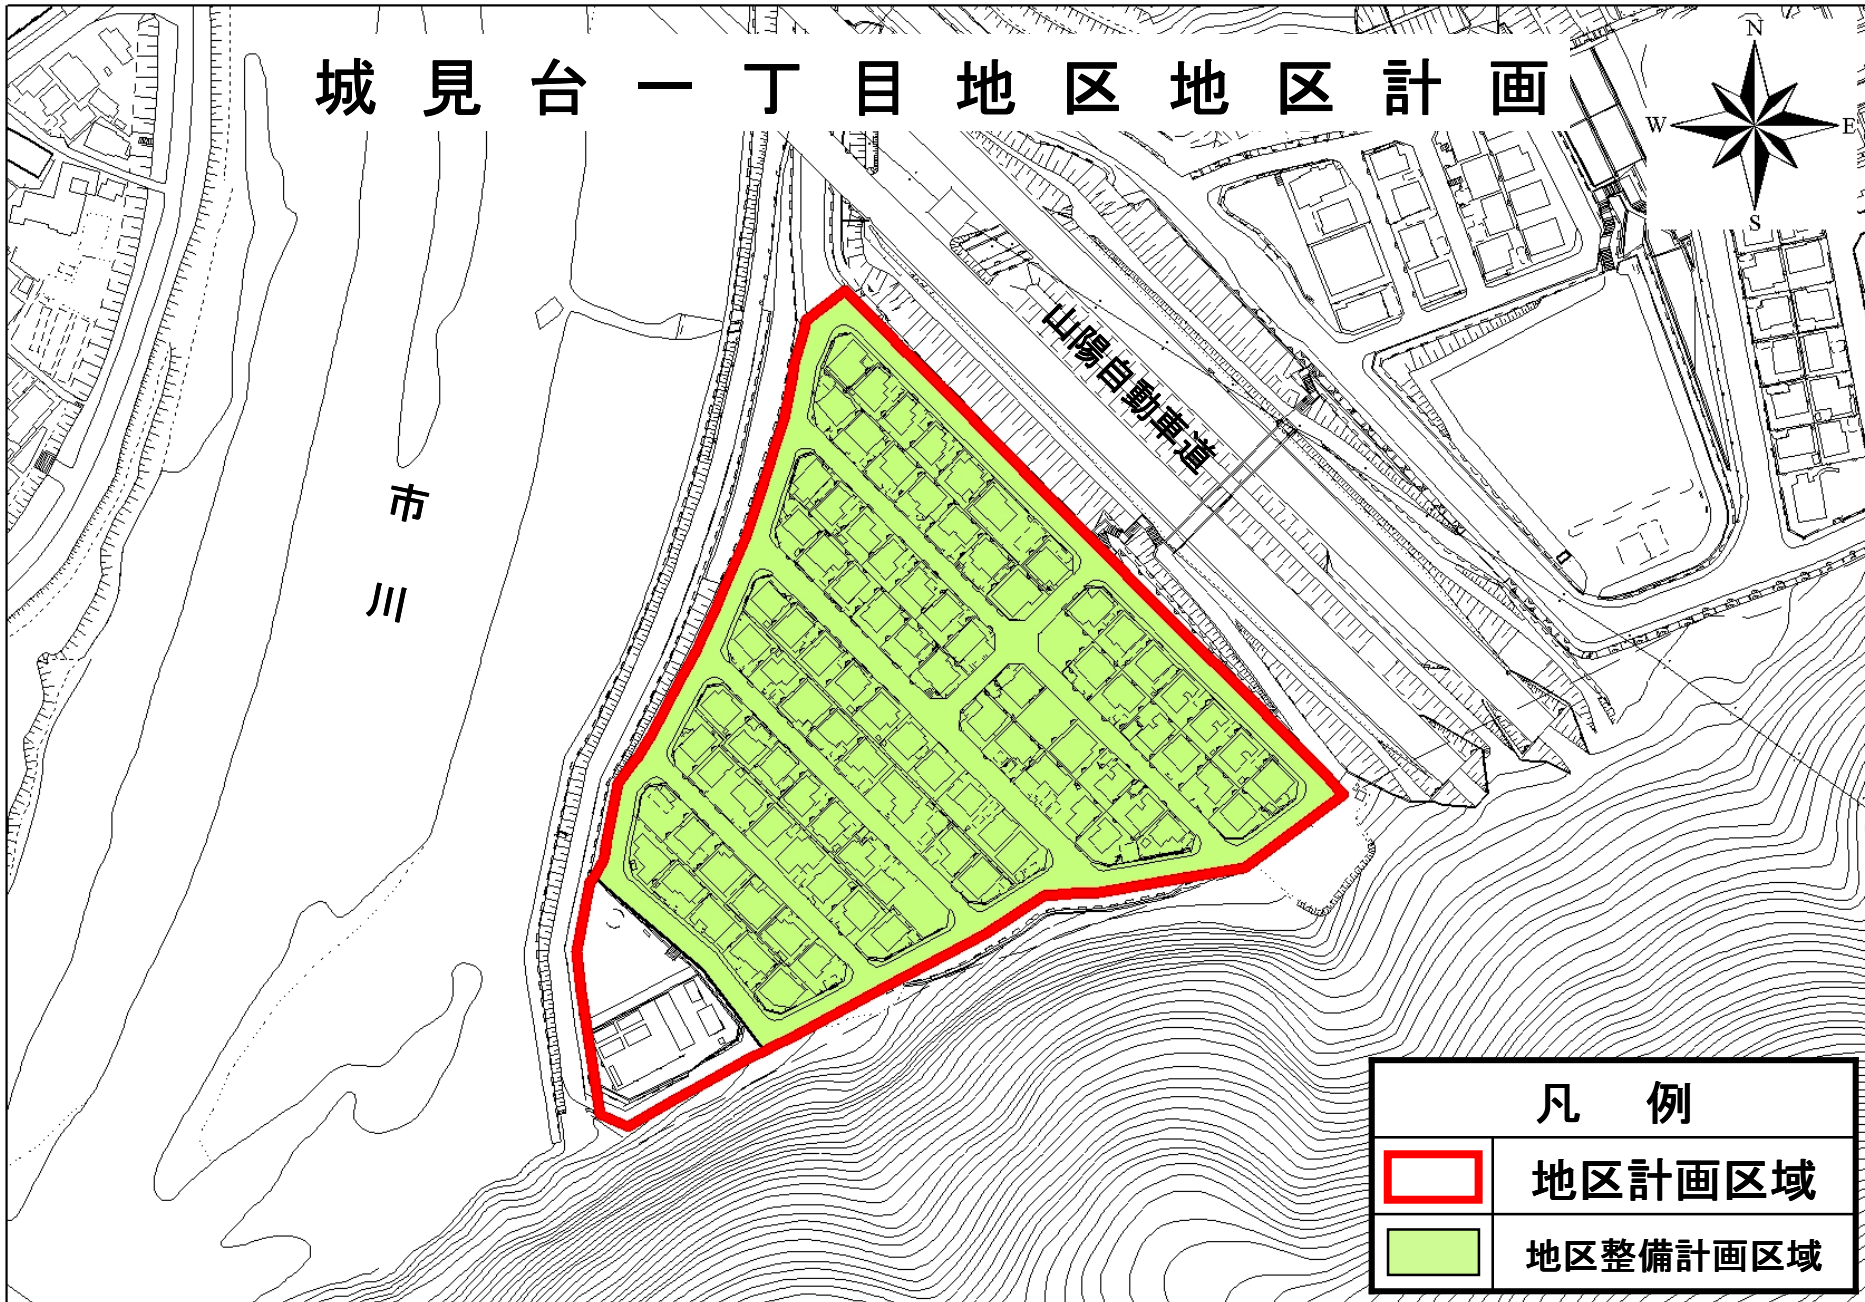 城見台一丁目地区地区計画
N
W
E
S
山陽自動車道
市川
凡例
地区計画区域
地区整備計画区域